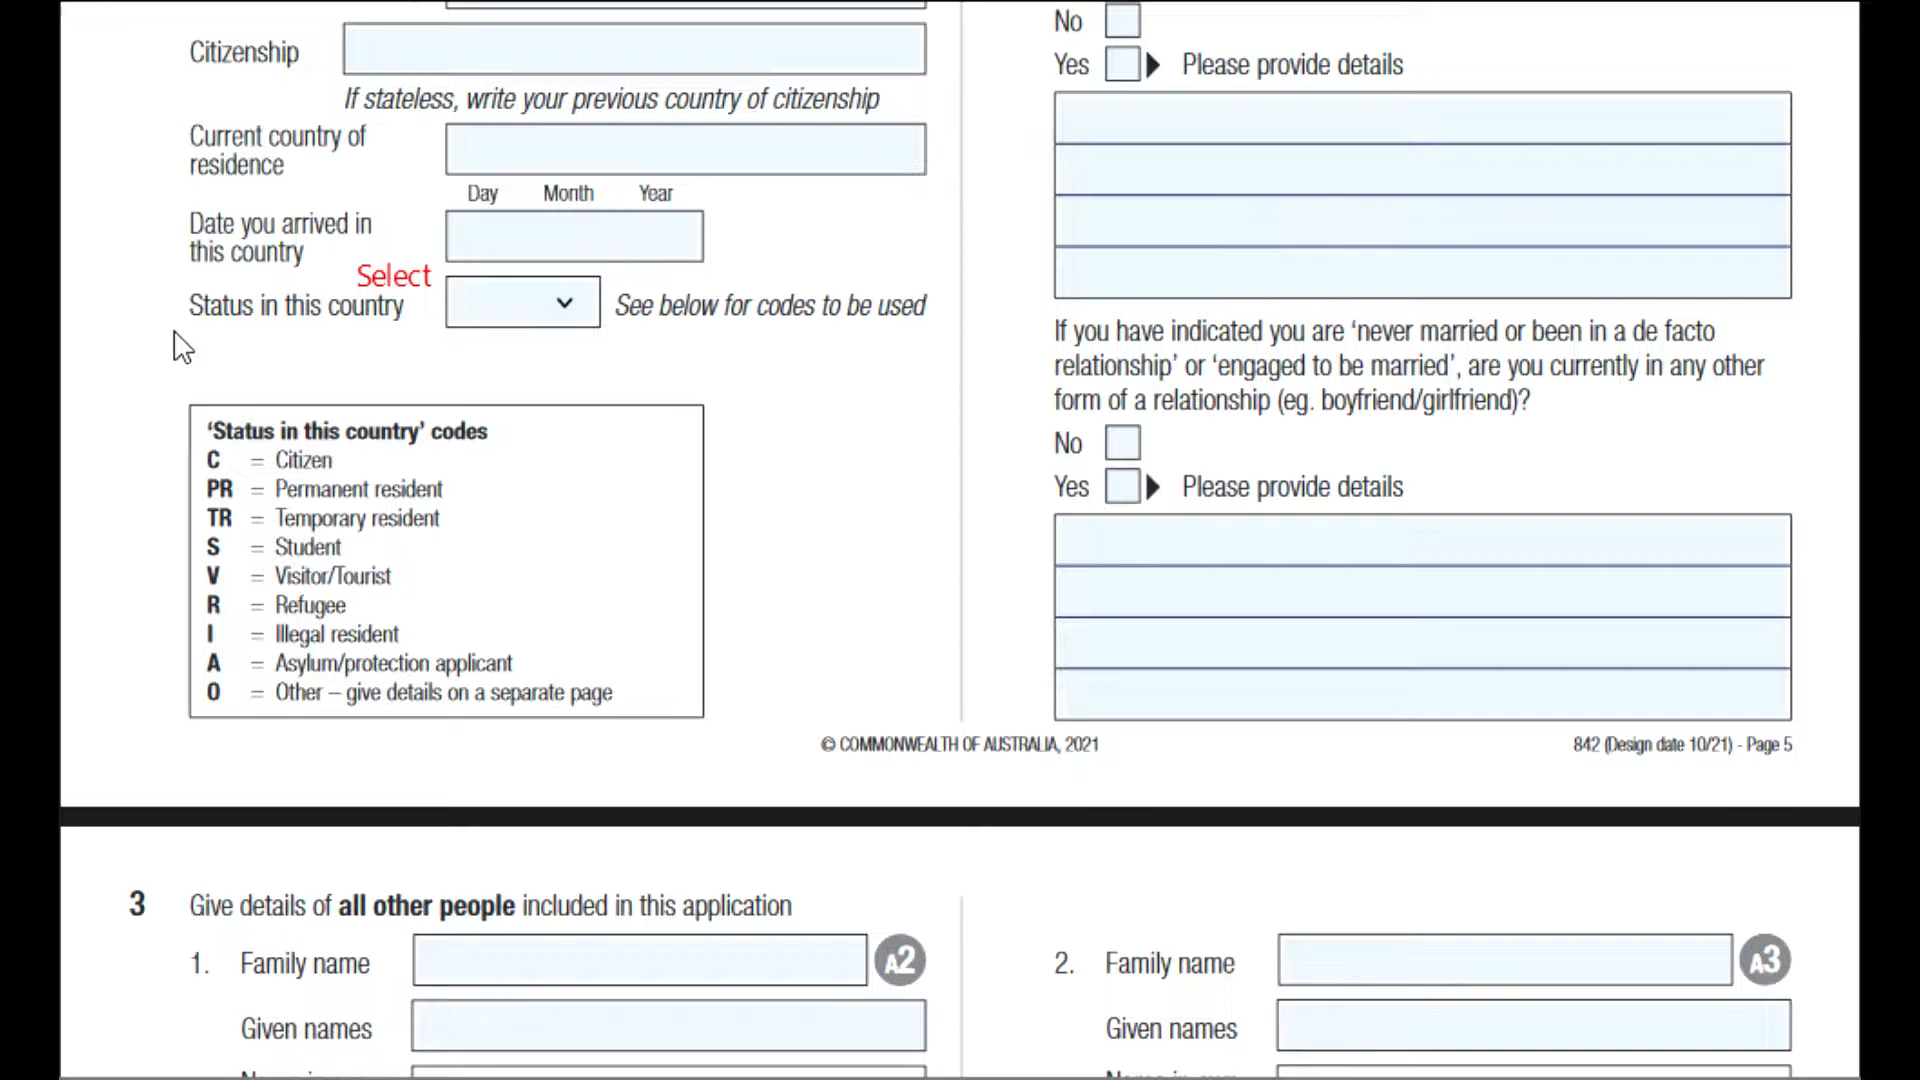 Citizenship
If stateless, write your previous country of citizenship
Current country of
residence
Day Month Year
Date you arrived in
this country
Select
Status in this country
See below for codes to be used
‘Status in this country’ codes
C = Citizen
PR = Permanent resident
TR = Temporary resident
S = Student
V = Visitor/Tourist
R = Refugee
I = Illegal resident
A = Asylum/protection applicant
O = Other – give details on a separate page
No
Yes Please provide details
If you have indicated you are ‘never married or been in a de facto
relationship’ or ‘engaged to be married’, are you currently in any other
form of a relationship (eg. boyfriend/girlfriend)?
No
Yes Please provide details
© COMMONWEALTH OF AUSTRALIA, 2021
842 (Design date 10/21) - Page 5
3 Give details of all other people included in this application
1. Family name A2
Given names
2. Family name A3
Given names